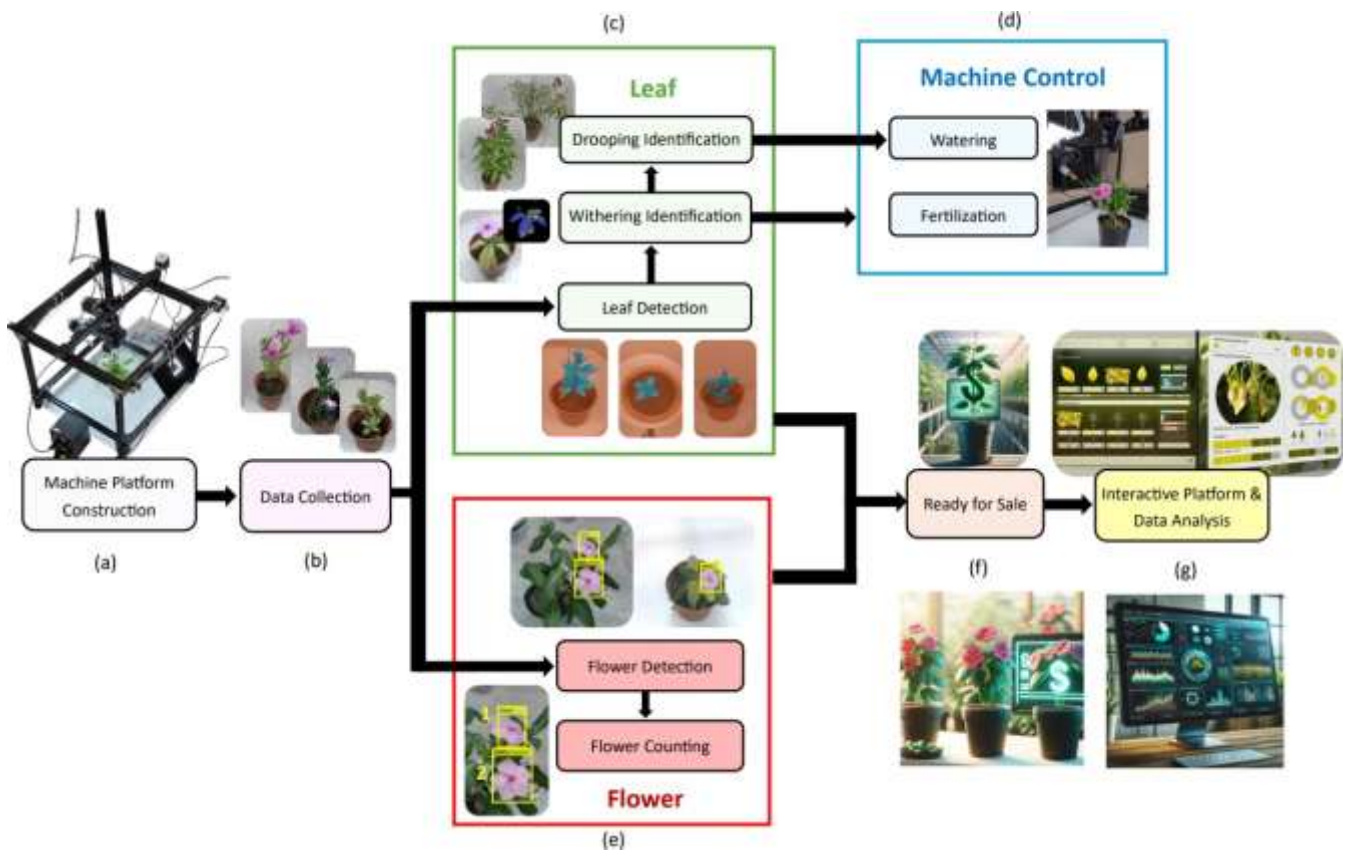 (c)
(d)
Leaf
Machine Control
Drooping Identification
Watering
Withering Identification
Fertilization
Leaf Detection
Machine Platform
Construction
Data Collection
Ready for Sale
Interactive Platform &
Data Analysis
(a)
(b)
(f)
(g)
Flower Detection
1
2
Flower Counting
Flower
(e)